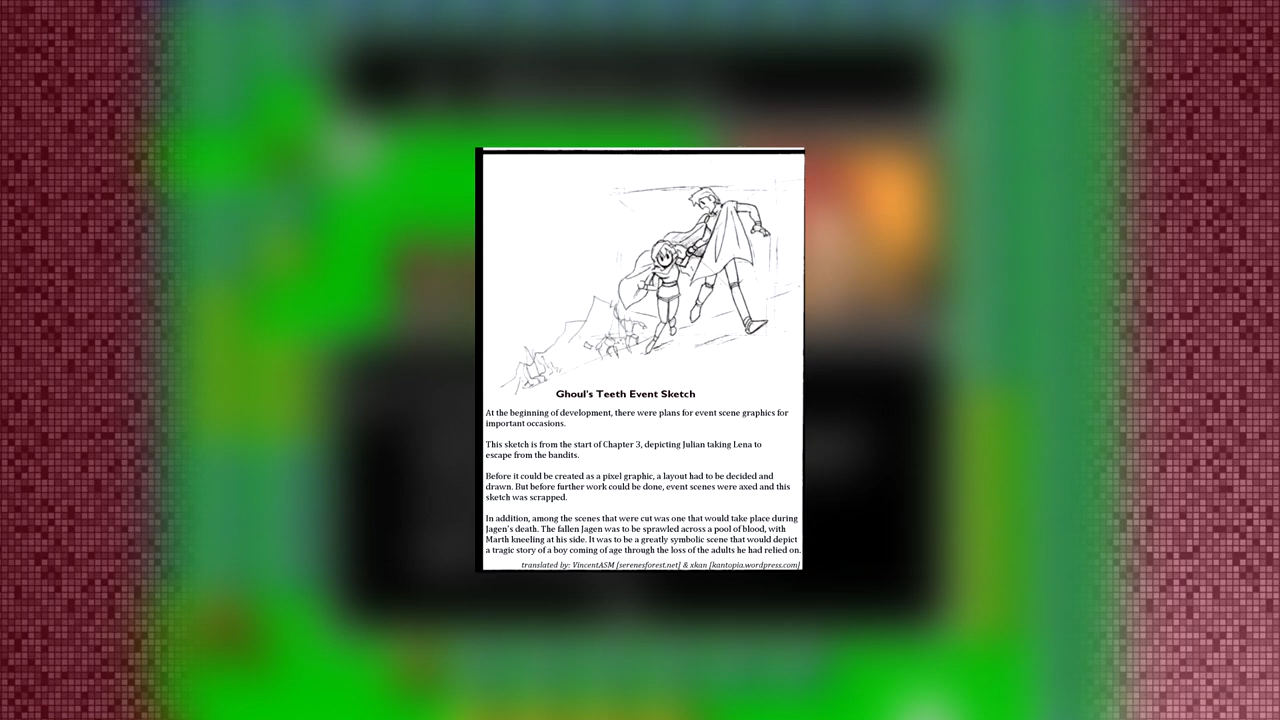 Ghoul's Teeth Event Sketch
At the beginning of development, there were plans for event scene graphics for
important occasions.
This sketch is from the start of Chapter 3, depicting Julian taking Lena to
escape from the bandits.
Before it could be created as a pixel graphic, a layout had to be decided and
drawn. But before further work could be done, event scenes were axed and this
sketch was scrapped.
In addition, among the scenes that were cut was one that would take place during
Jagen's death. The fallen Jagen was to be sprawled across a pool of blood, with
Marth kneeling at his side. It was to be a greatly symbolic scene that would depict
a tragic story of a boy coming of age through the loss of the adults he had relied on.
translated by: VincentASM [serenesforest.net] & xkan [kantopia.wordpress.com]